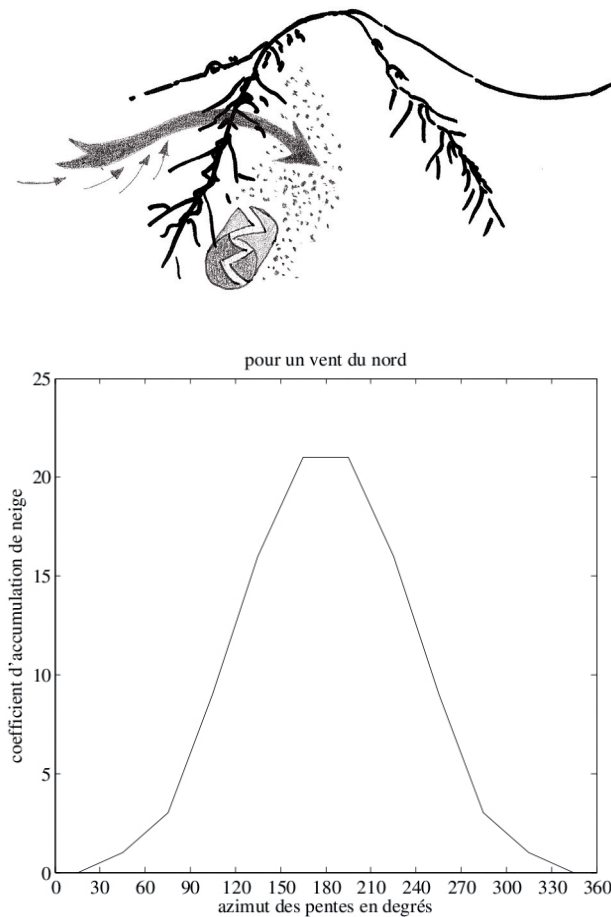 pour un vent du nord
25
20
15
10
5
0
coefficient d'accumulation de neige
0 30 60 90 120 150 180 210 240 270 300 330 360
azimut des pentes en degrés